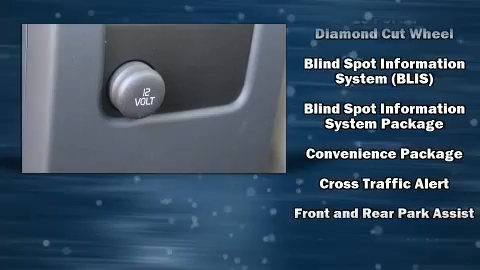 12
VOLT
Diamond Cut Wheel
Blind Spot Information
System (BLIS)
Blind Spot Information
System Package
Convenience Package
Cross Traffic Alert
Front and Rear Park Assist